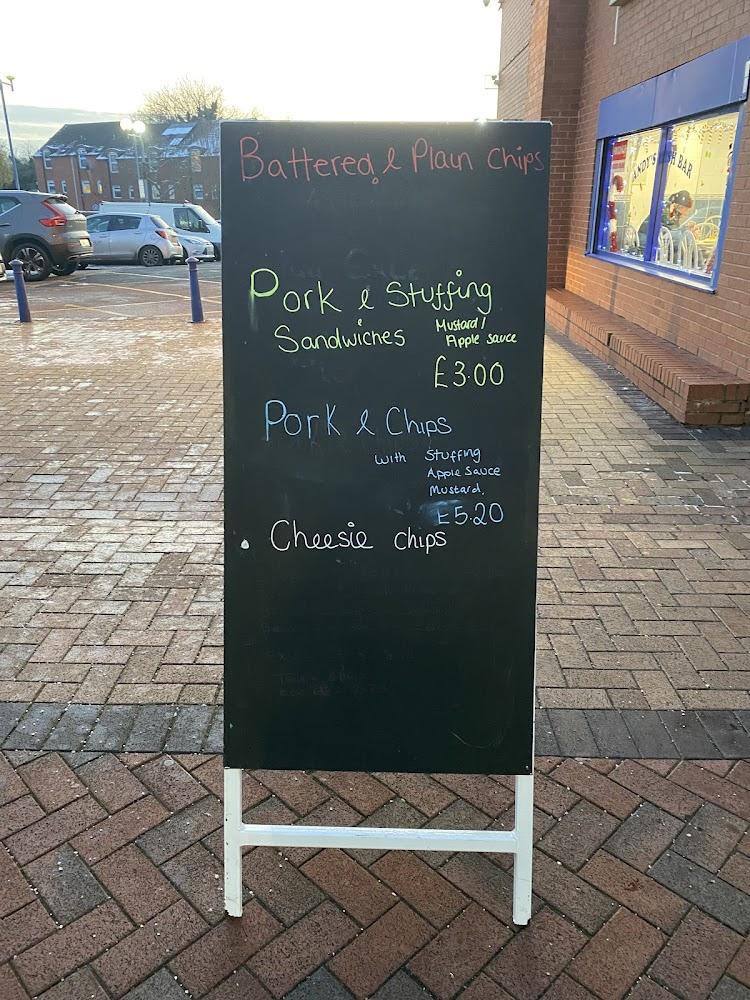 Battered & Plain Chips
Pork & Stuffing
Sandwiches
Mustard/
Apple sauce
£3.00
Pork & Chips
with Stuffing
Apple Sauce
Mustard.
£5.20
Cheesie chips
BAR